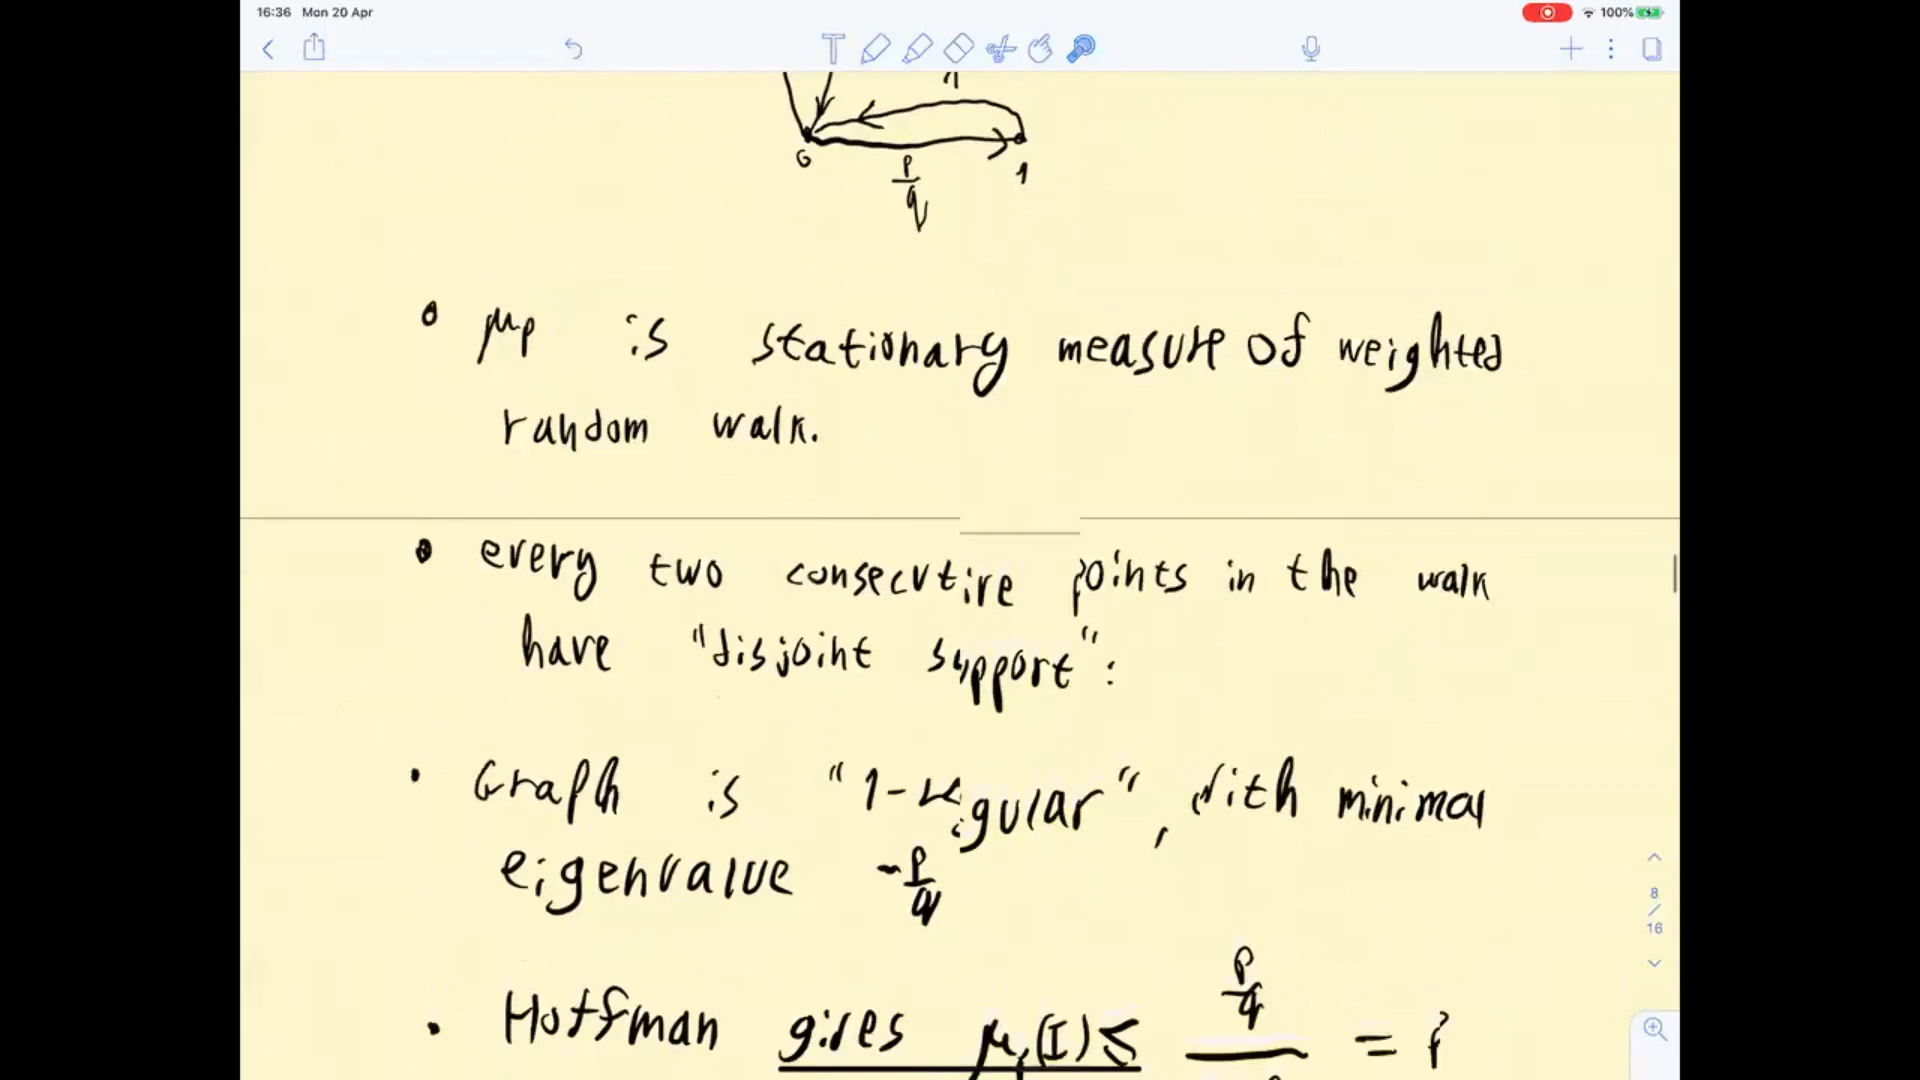 16:36 Mon 20 Apr
100%
T
0
1
p
q
• μp is stationary measure of weighted
random walk.
• every two consecutive points in the walk
have "disjoint support":
• Graph is "1-regular", with minimal
eigenvalue -p/q
8
/
16
• Hoffman gives μp(I) ≤ p/q = p